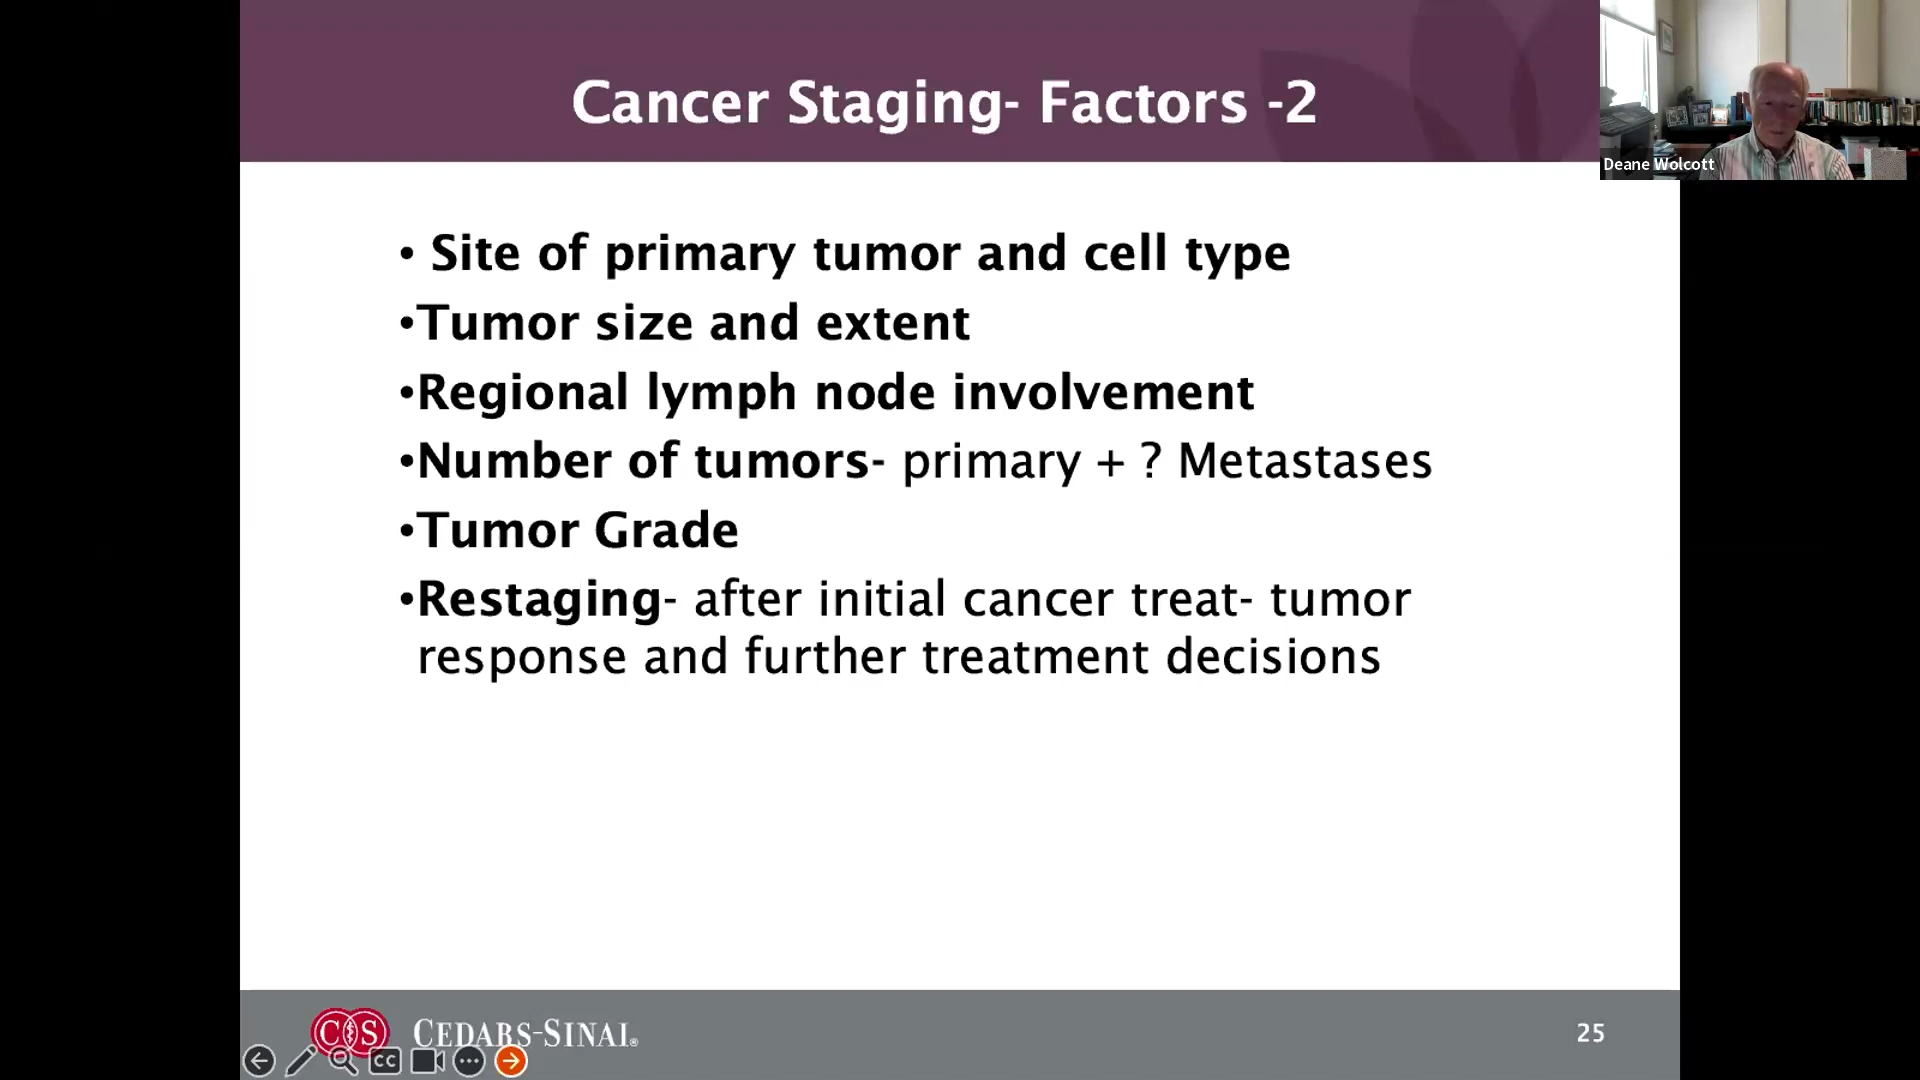 Cancer Staging- Factors -2
Deane Wolcott
• Site of primary tumor and cell type
•Tumor size and extent
•Regional lymph node involvement
•Number of tumors- primary + ? Metastases
•Tumor Grade
•Restaging- after initial cancer treat- tumor
response and further treatment decisions
CS
CEDARS-SINAI®
25
CC